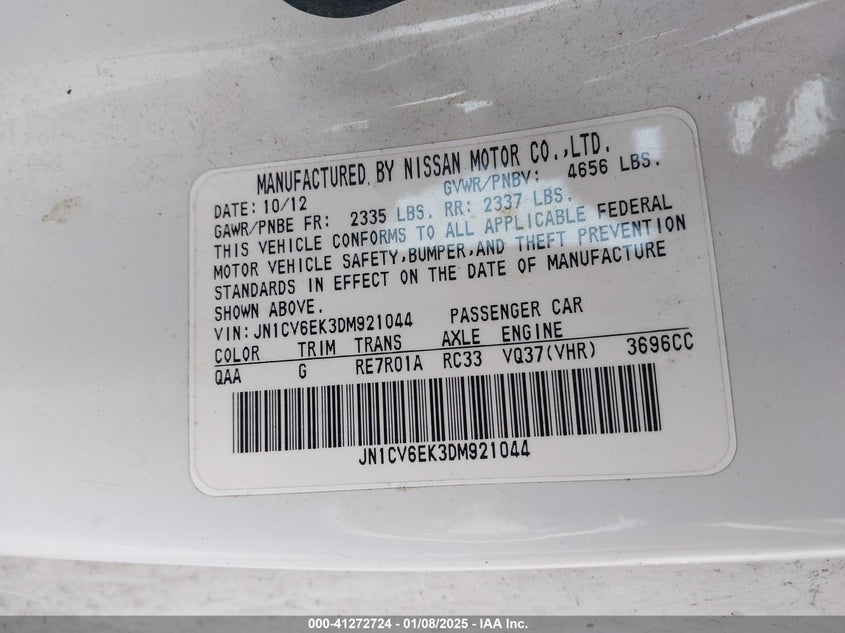 MANUFACTURED BY NISSAN MOTOR CO.,LTD.
DATE: 10/12 GVWR/PNBV: 4656 LBS.
GAWR/PNBE FR: 2335 LBS. RR: 2337 LBS.
THIS VEHICLE CONFORMS TO ALL APPLICABLE FEDERAL
MOTOR VEHICLE SAFETY,BUMPER,AND THEFT PREVENTION
STANDARDS IN EFFECT ON THE DATE OF MANUFACTURE
SHOWN ABOVE.
VIN: JN1CV6EK3DM921044 PASSENGER CAR
COLOR TRIM TRANS AXLE ENGINE
QAA G RE7R01A RC33 VQ37(VHR) 3696CC
JN1CV6EK3DM921044
000-41272724 — 01/08/2025 — IAA Inc.